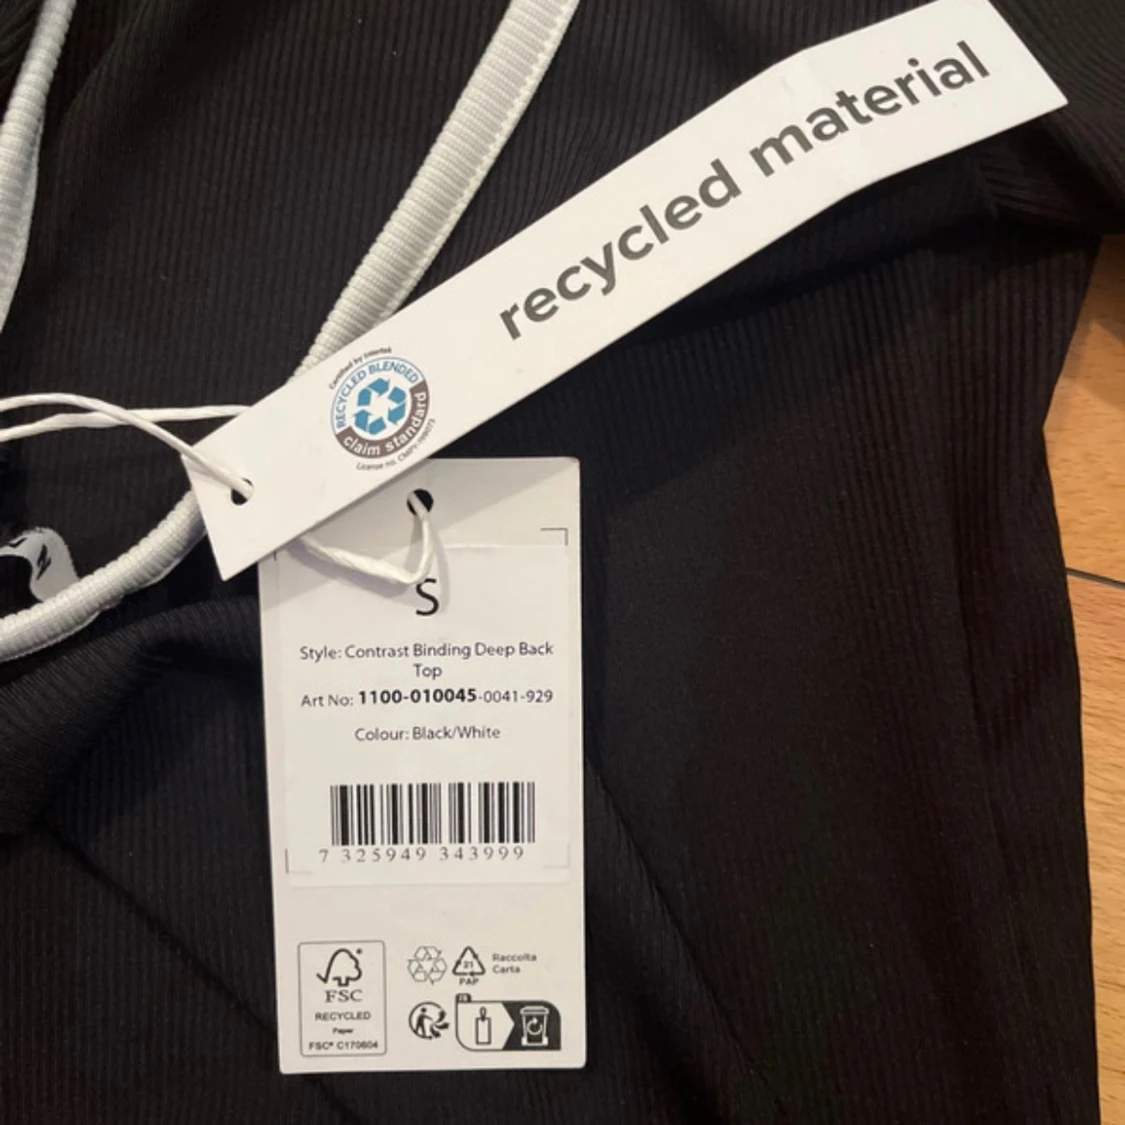 recycled material
Certified by Intertek
RECYCLED BLENDED
claim standard
S
Style: Contrast Binding Deep Back
Top
Art No: 1100-010045-0041-929
Colour: Black/White
7 325949 343999
FSC
RECYCLED
Paper
FSC® C170604
21
PAP
Raccolta
Carta
FR